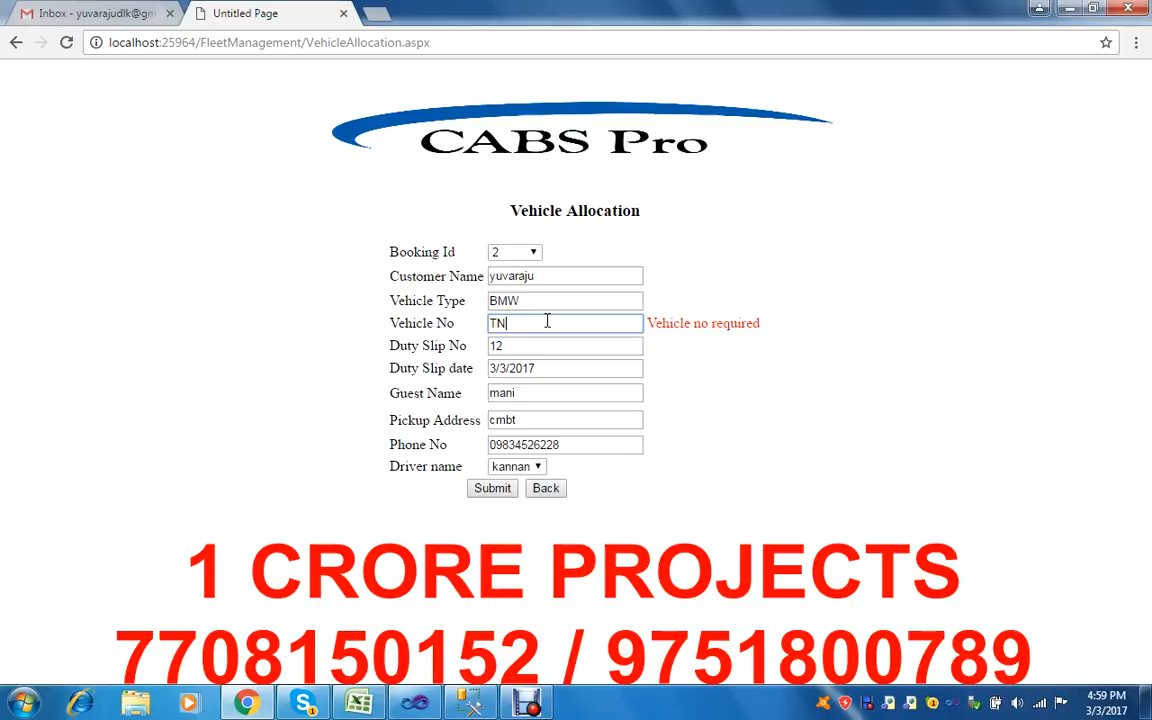 Inbox - yuvarajudlk@gm
Untitled Page
localhost:25964/FleetManagement/VehicleAllocation.aspx
CABS Pro
Vehicle Allocation
Booking Id 2
Customer Name yuvaraju
Vehicle Type BMW
Vehicle No TN Vehicle no required
Duty Slip No 12
Duty Slip date 3/3/2017
Guest Name mani
Pickup Address cmbt
Phone No 09834526228
Driver name kannan
Submit Back
1 CRORE PROJECTS
7708150152 / 9751800789
4:59 PM
3/3/2017